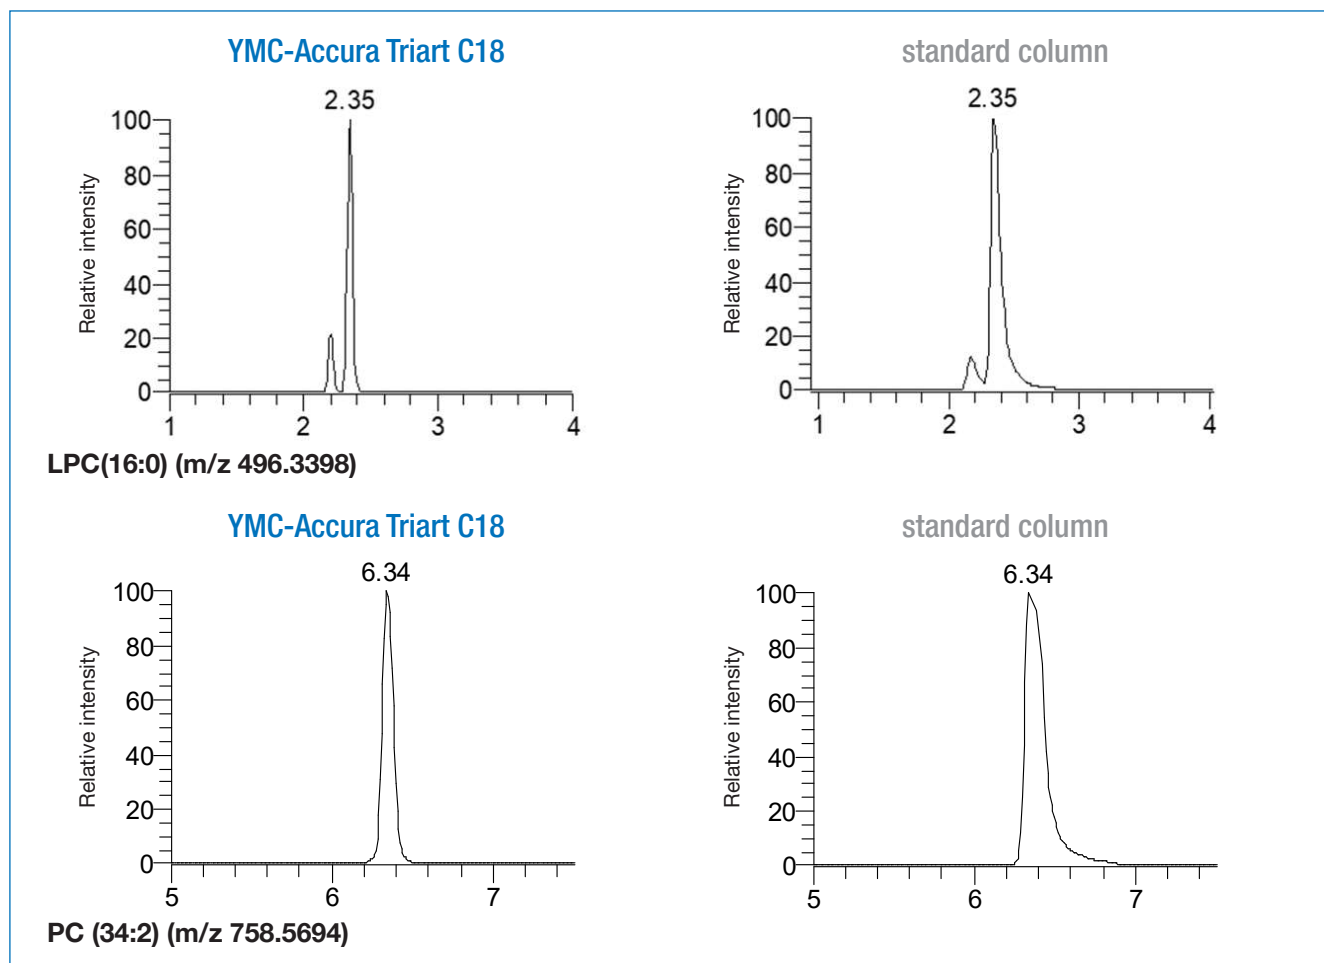 YMC-Accura Triart C18
standard column
2.35
2.35
Relative intensity
100
80
60
40
20
0
1 2 3 4
Relative intensity
100
80
60
40
20
0
1 2 3 4
LPC(16:0) (m/z 496.3398)
YMC-Accura Triart C18
standard column
6.34
6.34
Relative intensity
100
80
60
40
20
0
5 6 7
Relative intensity
100
80
60
40
20
0
5 6 7
PC (34:2) (m/z 758.5694)